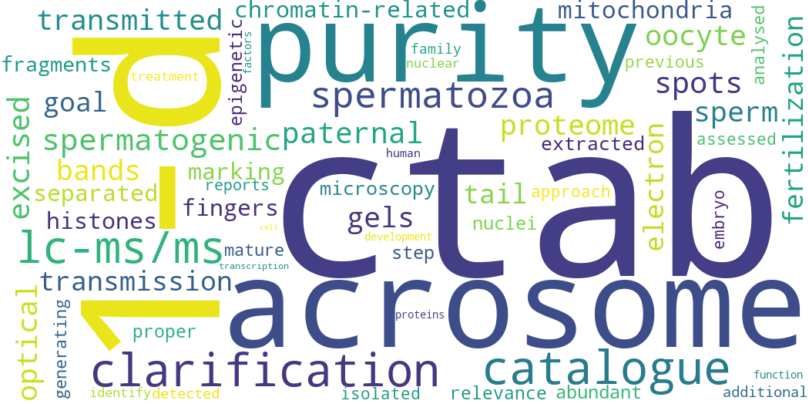 chromatin-related
mitochondria
transmitted
purity
oocyte
fragments
treatment
epigenetic
factors
family
nuclear
previous
analysed
goal
1-d
spermatozoa
spots
sperm
fertilization
excised
spermatogenic
paternal
proteome
assessed
human
extracted
bands
marking
ctab
separated
reports
microscopy
tail
approach
electron
embryo
histones
fingers
gels
nuclei
lc-ms/ms
mature
development
cell
step
transcription
transmission
acrosome
proteins
optical
generating
proper
clarification
catalogue
function
identify
detected
isolated
relevance
abundant
additional